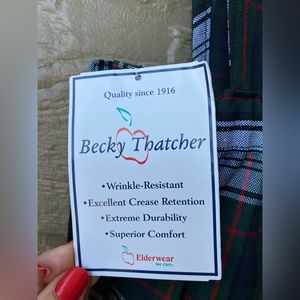 Quality since 1916
Becky Thatcher
•Wrinkle-Resistant
•Excellent Crease Retention
•Extreme Durability
•Superior Comfort
Elderwear
we care.